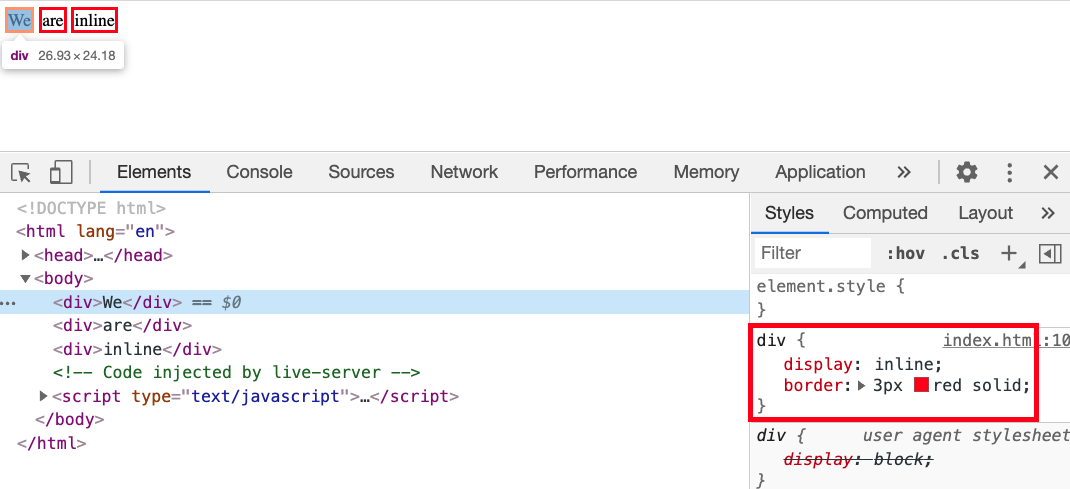 We are inline
div 26.93 × 24.18
Elements Console Sources Network Performance Memory Application »
<!DOCTYPE html>
<html lang="en">
▶<head>…</head>
▼<body>
… <div>We</div> == $0
<div>are</div>
<div>inline</div>
<!-- Code injected by live-server -->
▶<script type="text/javascript">…</script>
</body>
</html>
Styles Computed Layout »
Filter :hov .cls +
element.style {
}
div { index.html:10
display: inline;
border:▶ 3px red solid;
}
div { user agent stylesheet
display: block;
}